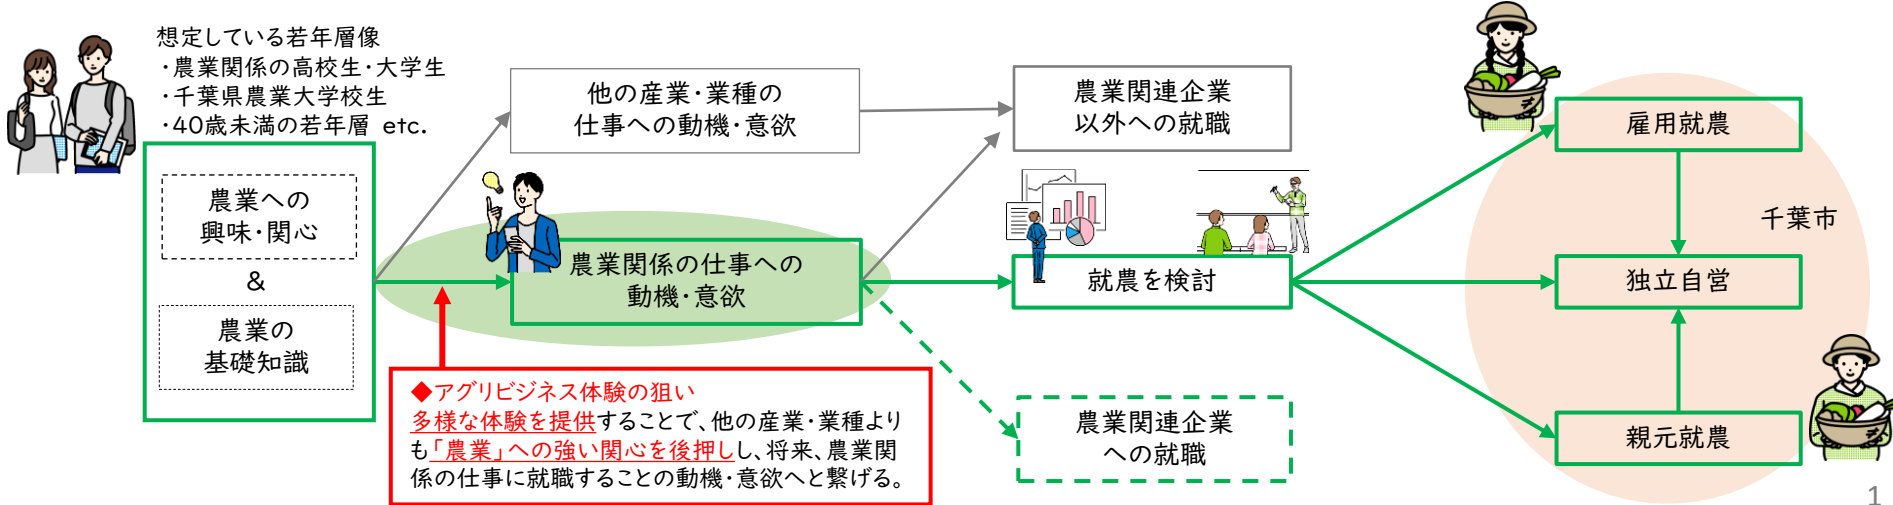 想定している若年層像
・農業関係の高校生・大学生
・千葉県農業大学校生
・40歳未満の若年層 etc.
農業への
興味・関心
&
農業の
基礎知識
他の産業・業種の
仕事への動機・意欲
農業関係の仕事への
動機・意欲
◆アグリビジネス体験の狙い
多様な体験を提供することで、他の産業・業種より
も「農業」への強い関心を後押しし、将来、農業関
係の仕事に就職することの動機・意欲へと繋げる。
農業関連企業
以外への就職
就農を検討
農業関連企業
への就職
雇用就農
千葉市
独立自営
親元就農
1